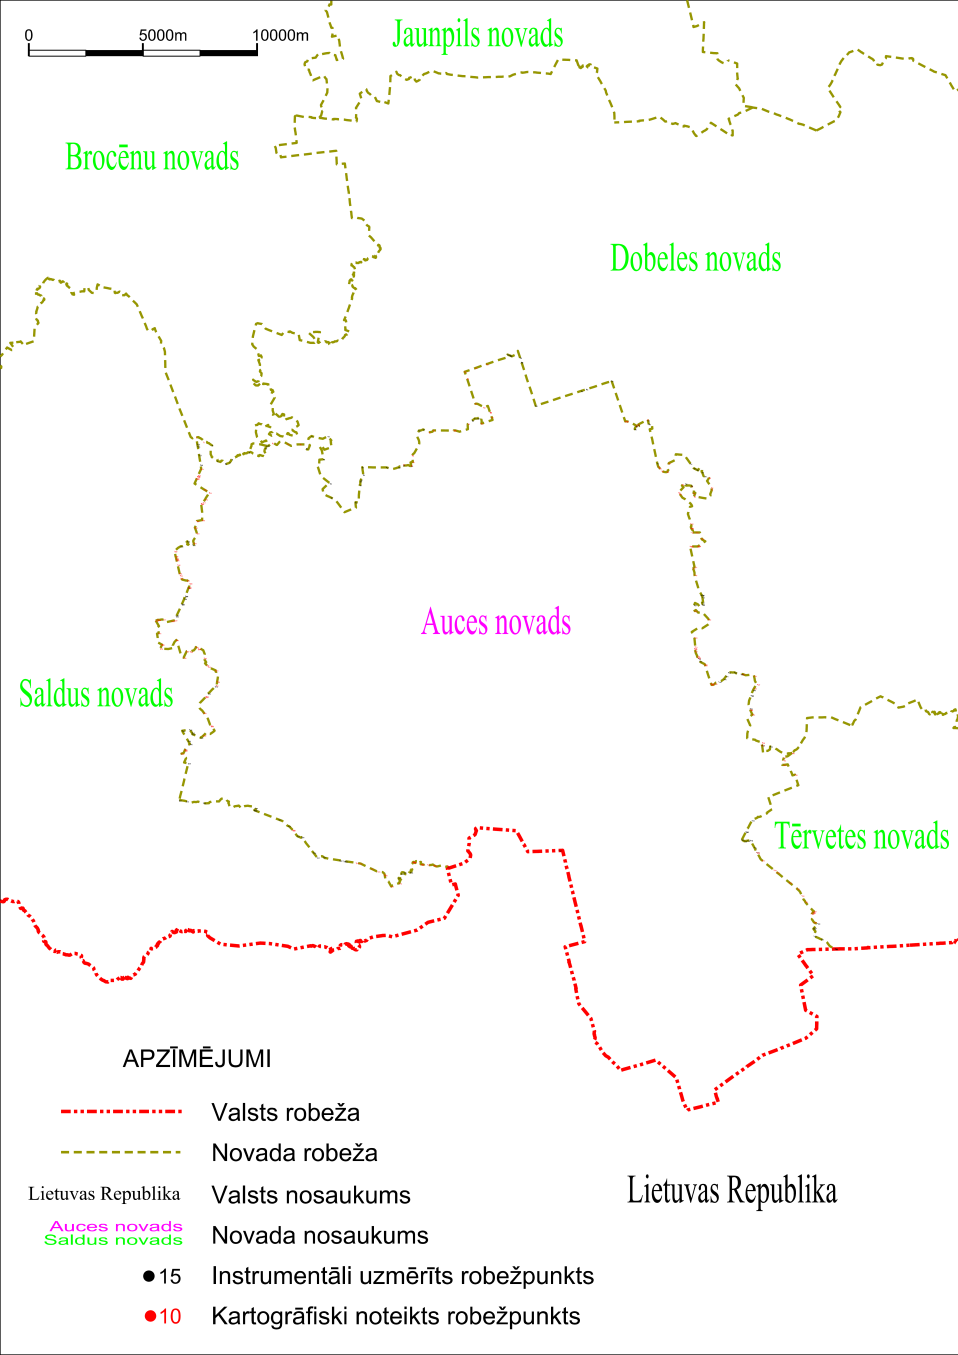 0 5000m 10000m
Jaunpils novads
Brocēnu novads
Dobeles novads
Auces novads
Saldus novads
Tērvetes novads
APZĪMĒJUMI
Valsts robeža
Novada robeža
Lietuvas Republika Valsts nosaukums
Auces novads
Saldus novads
Novada nosaukums
15 Instrumentāli uzmērīts robežpunkts
10 Kartogrāfiski noteikts robežpunkts
Lietuvas Republika